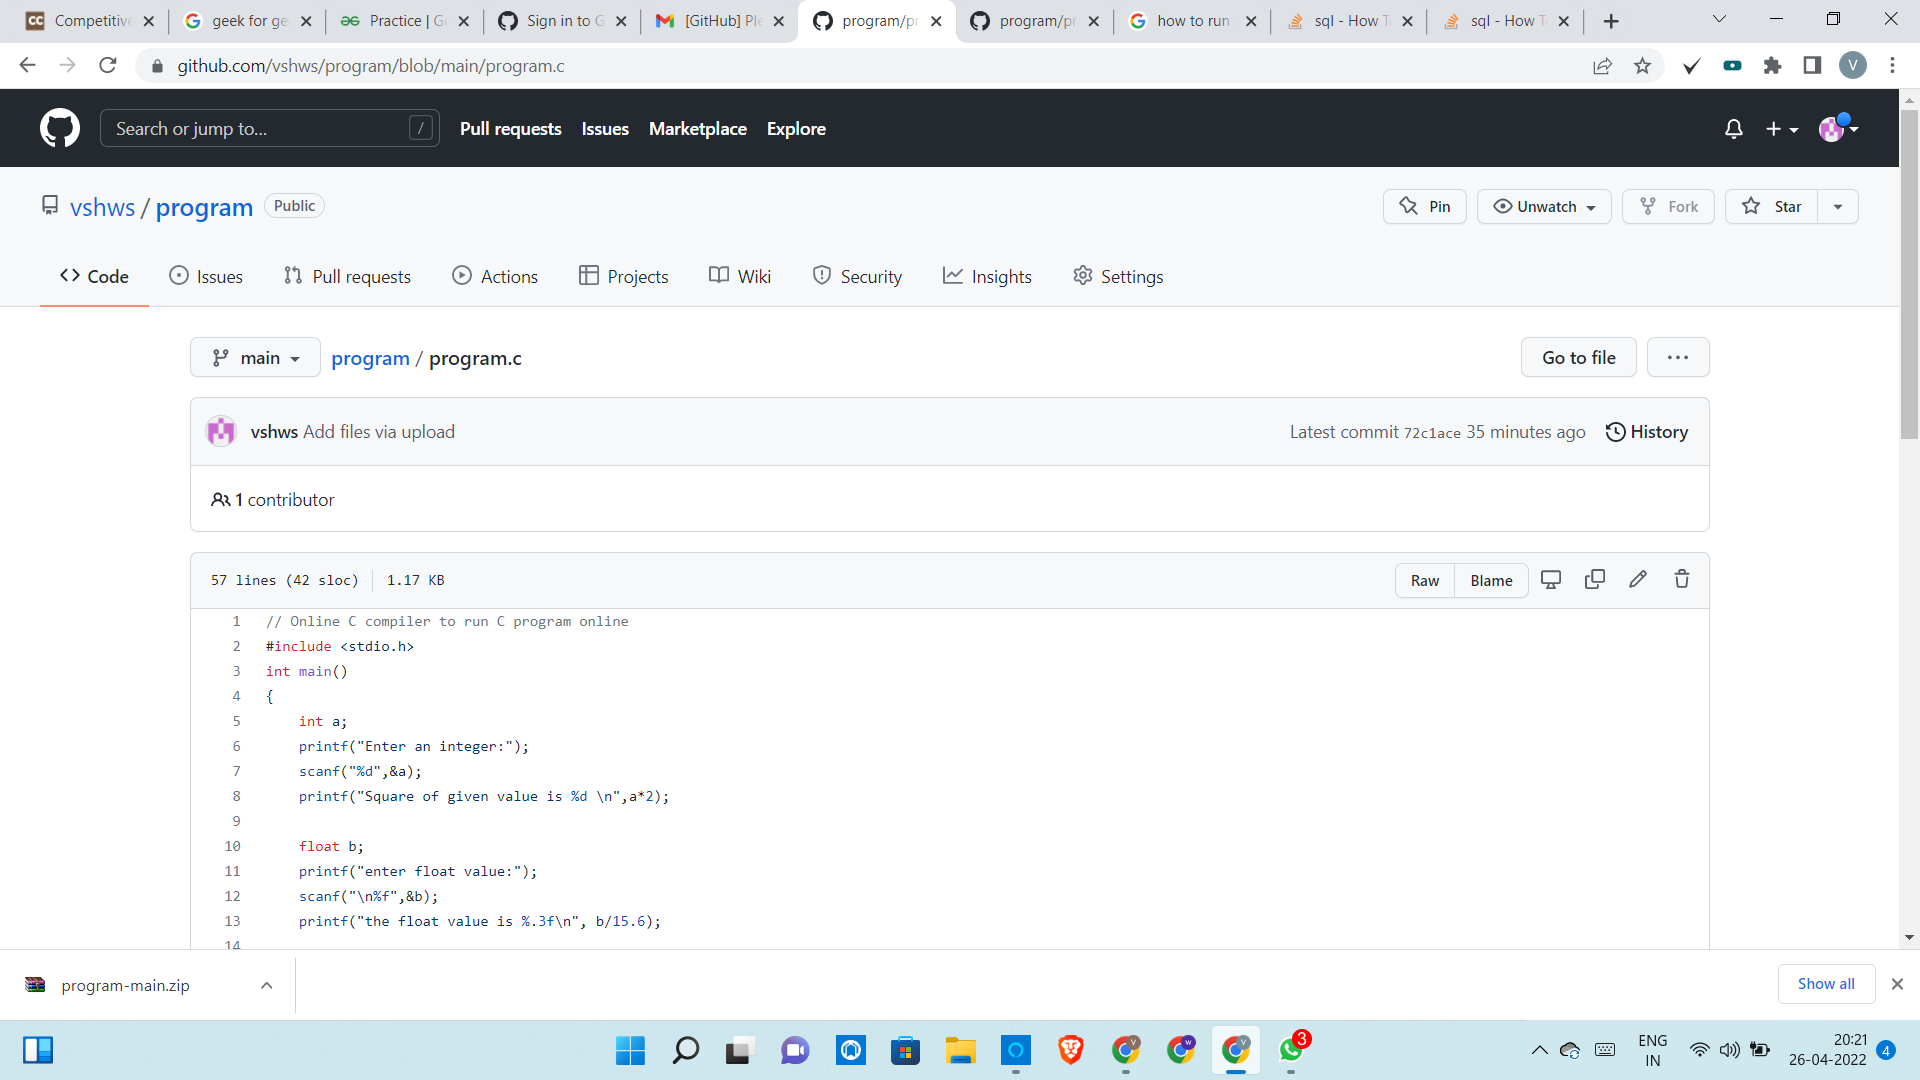 Competitive
geek for ge
Practice | G
Sign in to G
[GitHub] Ple
program/pr
program/pr
how to run
sql - How T
sql - How T
github.com/vshws/program/blob/main/program.c
V
Search or jump to... /
Pull requests Issues Marketplace Explore
vshws / program Public
Pin Unwatch Fork Star
Code Issues Pull requests Actions Projects Wiki Security Insights Settings
main program / program.c Go to file ...
vshws Add files via upload Latest commit 72c1ace 35 minutes ago History
1 contributor
57 lines (42 sloc) 1.17 KB Raw Blame
1 // Online C compiler to run C program online
2 #include <stdio.h>
3 int main()
4 {
5 int a;
6 printf("Enter an integer:");
7 scanf("%d",&a);
8 printf("Square of given value is %d \n",a*2);
9
10 float b;
11 printf("enter float value:");
12 scanf("\n%f",&b);
13 printf("the float value is %.3f\n", b/15.6);
14
program-main.zip Show all
3
ENG
IN
20:21
26-04-2022
4